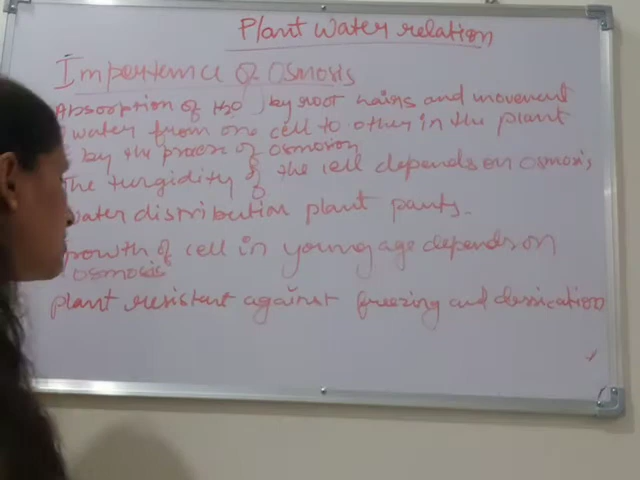 Plant Water relation
Importance of Osmosis
Absorption of H2O, by root hairs and movement
water from one cell to other in the plant
by the process of osmosion
The turgidity of the cell depends on osmosis
water distribution plant parts.
Growth of cell in young age depends on
osmosis
plant resistant against freezing and dessication